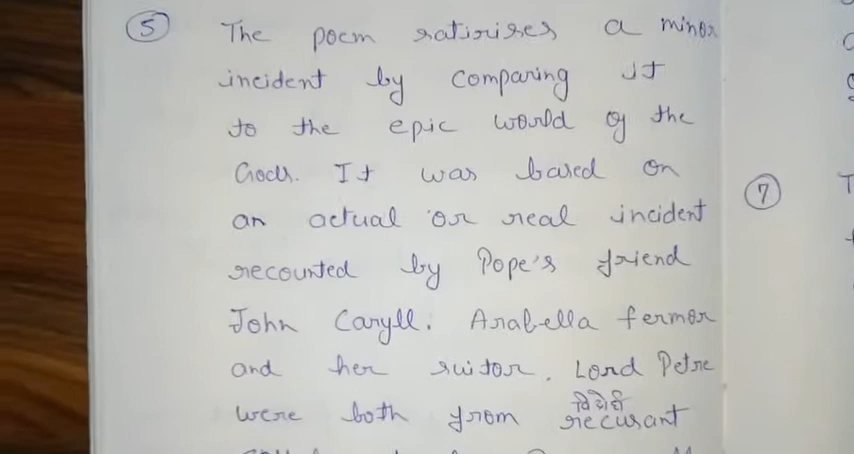 ⑤ The poem satirises a minor
incident by comparing it
to the epic world of the
Gods. It was based on
an actual or real incident
recounted by Pope's friend
John Caryll. Arabella fermor
and her suitor, Lord Petre
विरोधी
were both from recusant
⑦